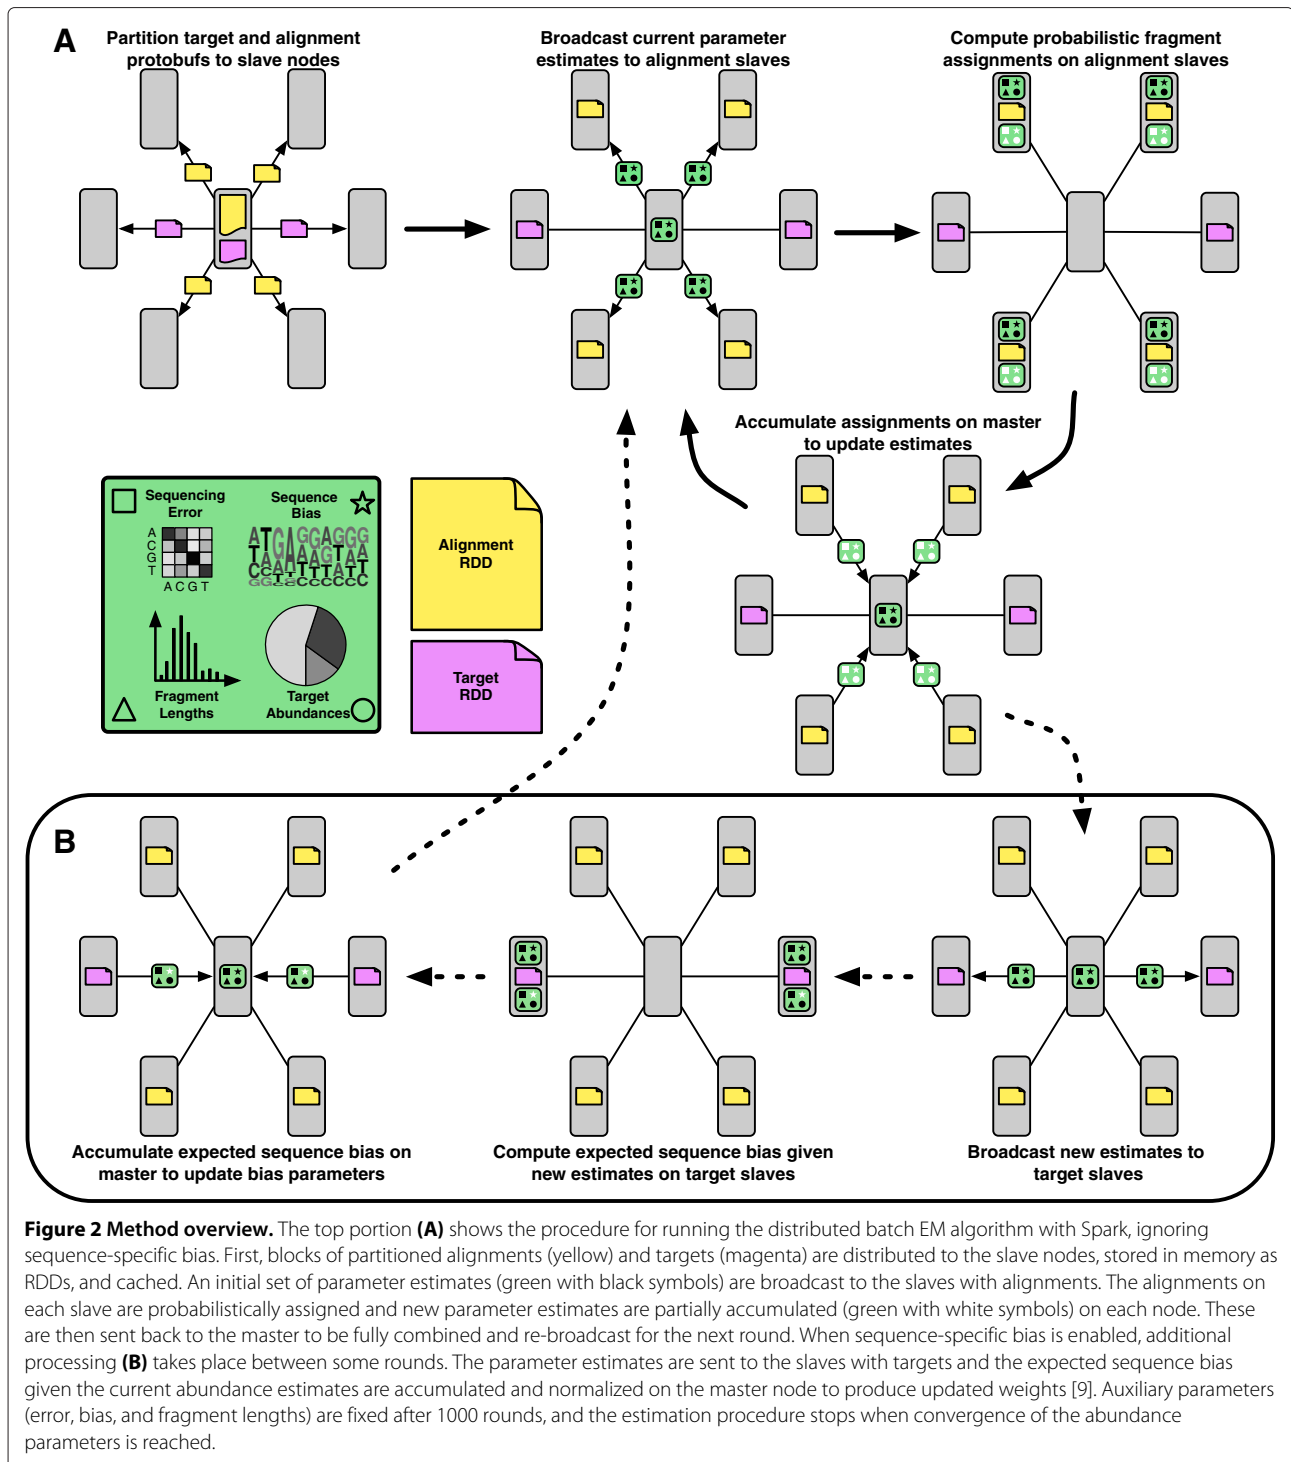 A
Partition target and alignment
protobufs to slave nodes
Broadcast current parameter
estimates to alignment slaves
Compute probabilistic fragment
assignments on alignment slaves
Accumulate assignments on master
to update estimates
Sequencing
Error
A
C
G
T
A C G T
Sequence
Bias
Fragment
Lengths
Target
Abundances
Alignment
RDD
Target
RDD
B
Accumulate expected sequence bias on
master to update bias parameters
Compute expected sequence bias given
new estimates on target slaves
Broadcast new estimates to
target slaves
Figure 2 Method overview. The top portion (A) shows the procedure for running the distributed batch EM algorithm with Spark, ignoring
sequence-specific bias. First, blocks of partitioned alignments (yellow) and targets (magenta) are distributed to the slave nodes, stored in memory as
RDDs, and cached. An initial set of parameter estimates (green with black symbols) are broadcast to the slaves with alignments. The alignments on
each slave are probabilistically assigned and new parameter estimates are partially accumulated (green with white symbols) on each node. These
are then sent back to the master to be fully combined and re-broadcast for the next round. When sequence-specific bias is enabled, additional
processing (B) takes place between some rounds. The parameter estimates are sent to the slaves with targets and the expected sequence bias
given the current abundance estimates are accumulated and normalized on the master node to produce updated weights [9]. Auxiliary parameters
(error, bias, and fragment lengths) are fixed after 1000 rounds, and the estimation procedure stops when convergence of the abundance
parameters is reached.